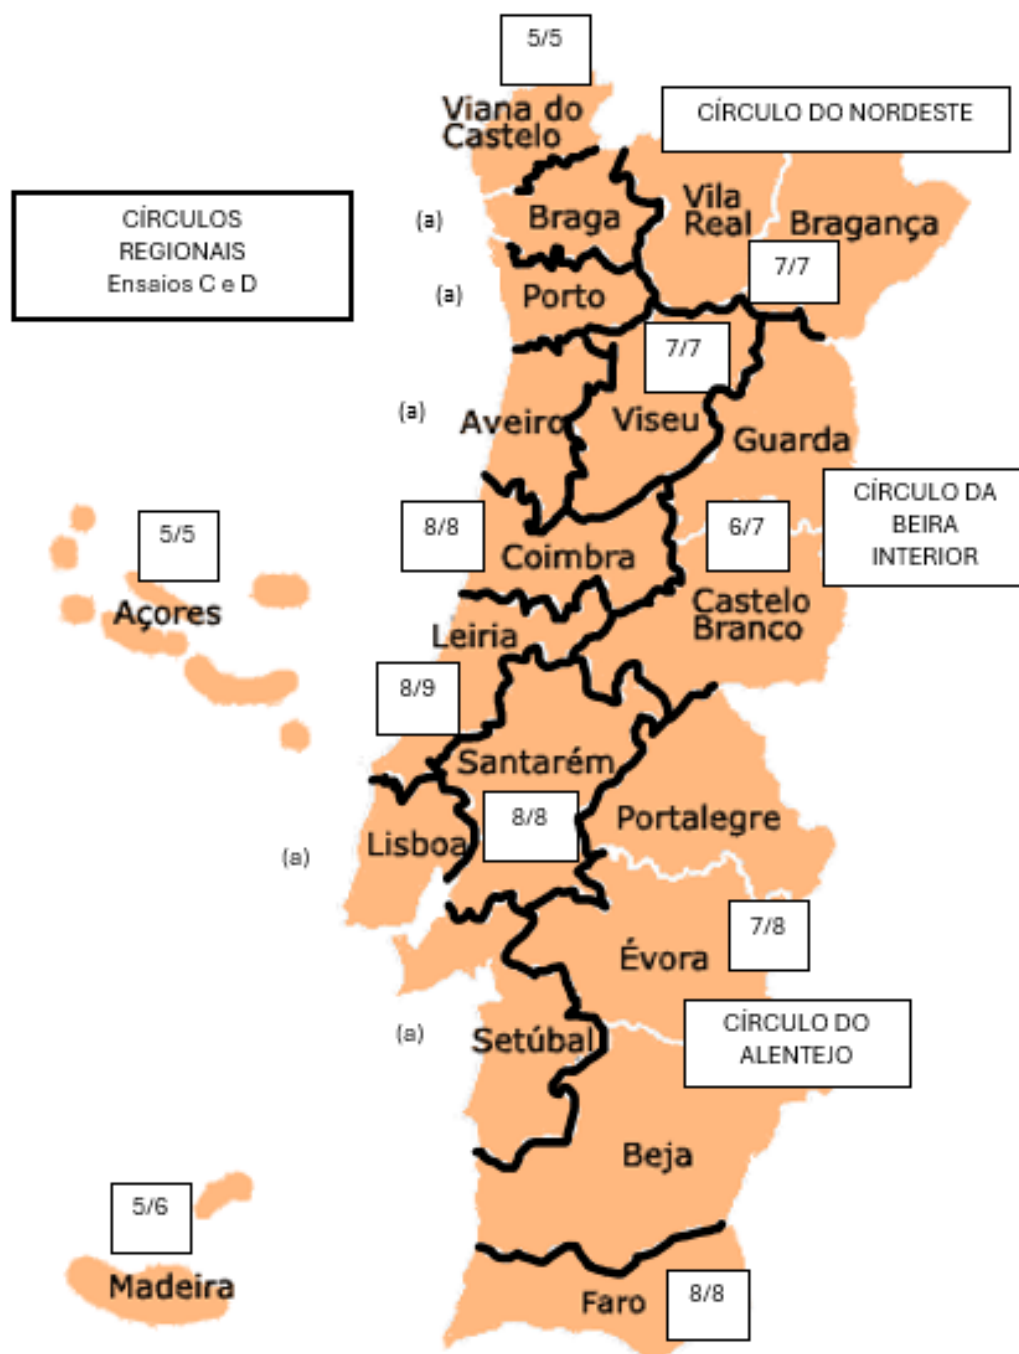 5/5
Viana do
Castelo
CÍRCULO DO NORDESTE
CÍRCULOS
REGIONAIS
Ensaios C e D
(a)
Braga
Vila
Real
Bragança
7/7
(a)
Porto
7/7
(a)
Aveiro
Viseu
Guarda
CÍRCULO DA
BEIRA
INTERIOR
5/5
Açores
8/8
Coimbra
6/7
Castelo
Branco
Leiria
8/9
Santarém
8/8
Portalegre
(a)
Lisboa
7/8
Évora
CÍRCULO DO
ALENTEJO
(a)
Setúbal
Beja
5/6
Madeira
Faro
8/8